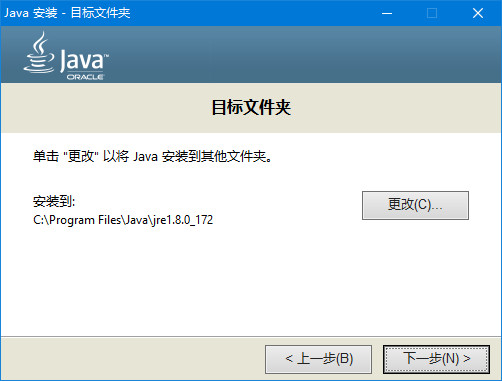 Java 安装 - 目标文件夹
Java™
ORACLE
目标文件夹
单击 "更改" 以将 Java 安装到其他文件夹。
安装到:
C:\Program Files\Java\jre1.8.0_172
更改(C)...
< 上一步(B)
下一步(N) >